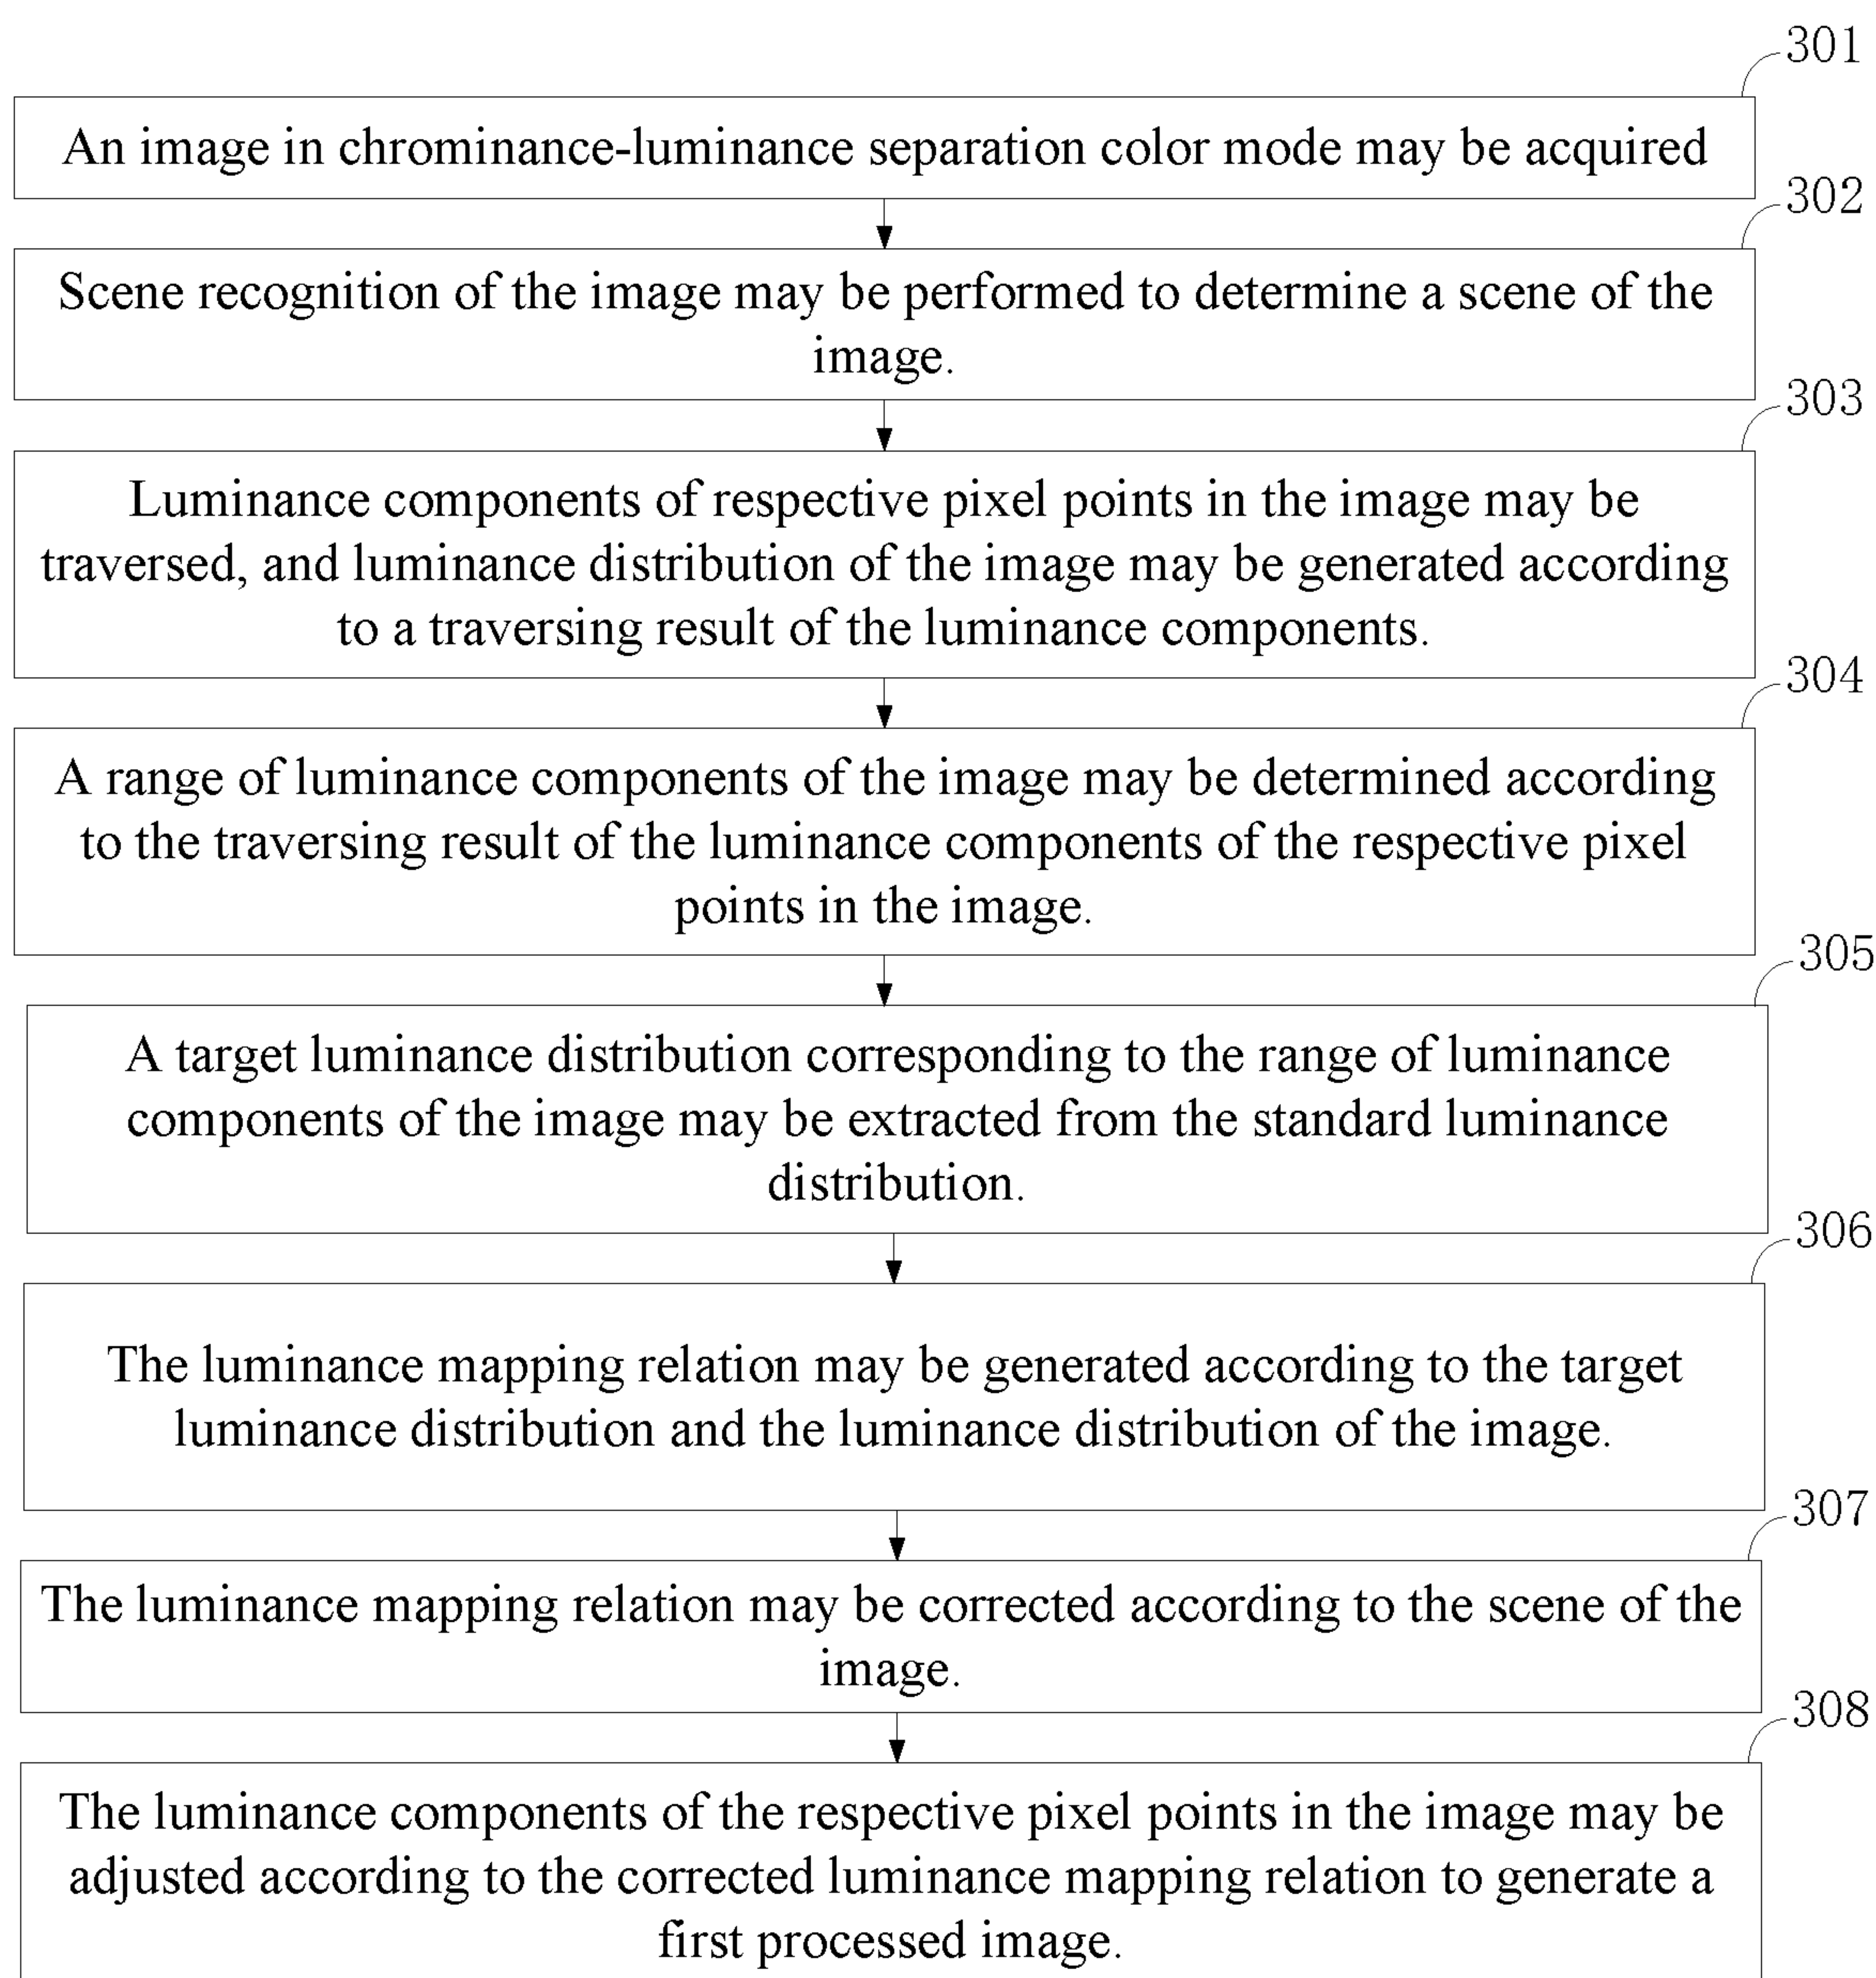 301
An image in chrominance-luminance separation color mode may be acquired
302
Scene recognition of the image may be performed to determine a scene of the
image.
303
Luminance components of respective pixel points in the image may be
traversed, and luminance distribution of the image may be generated according
to a traversing result of the luminance components.
304
A range of luminance components of the image may be determined according
to the traversing result of the luminance components of the respective pixel
points in the image.
305
A target luminance distribution corresponding to the range of luminance
components of the image may be extracted from the standard luminance
distribution.
306
The luminance mapping relation may be generated according to the target
luminance distribution and the luminance distribution of the image.
307
The luminance mapping relation may be corrected according to the scene of the
image.
308
The luminance components of the respective pixel points in the image may be
adjusted according to the corrected luminance mapping relation to generate a
first processed image.